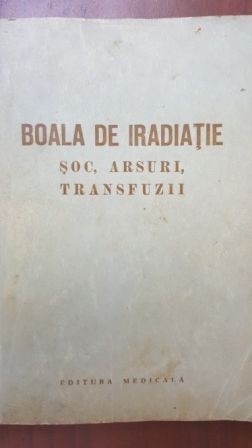 BOALA DE IRADIAŢIE
ŞOC, ARSURI,
TRANSFUZII
EDITURA MEDICALĂ